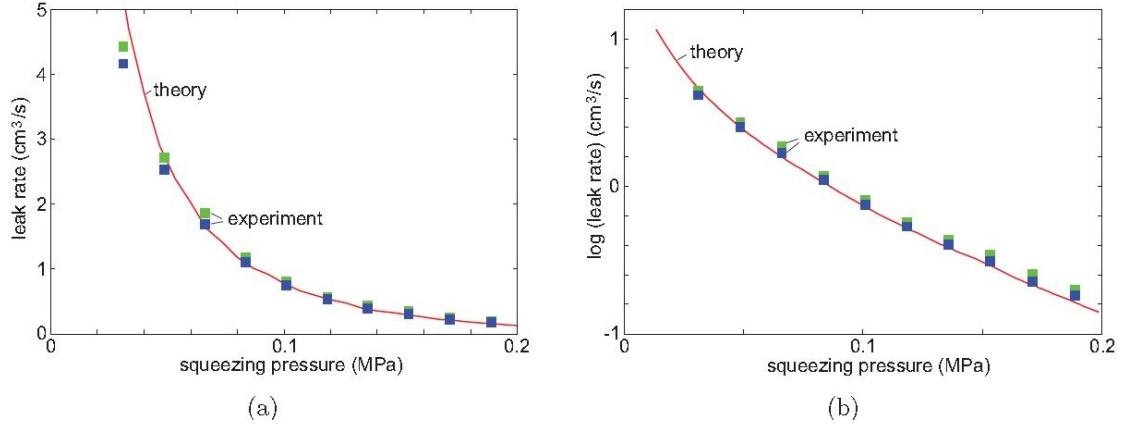 5
4
3
2
1
0
leak rate (cm³/s)
theory
experiment
0
0.1
0.2
squeezing pressure (MPa)
(a)
1
0
-1
log (leak rate) (cm³/s)
theory
experiment
0
0.1
0.2
squeezing pressure (MPa)
(b)